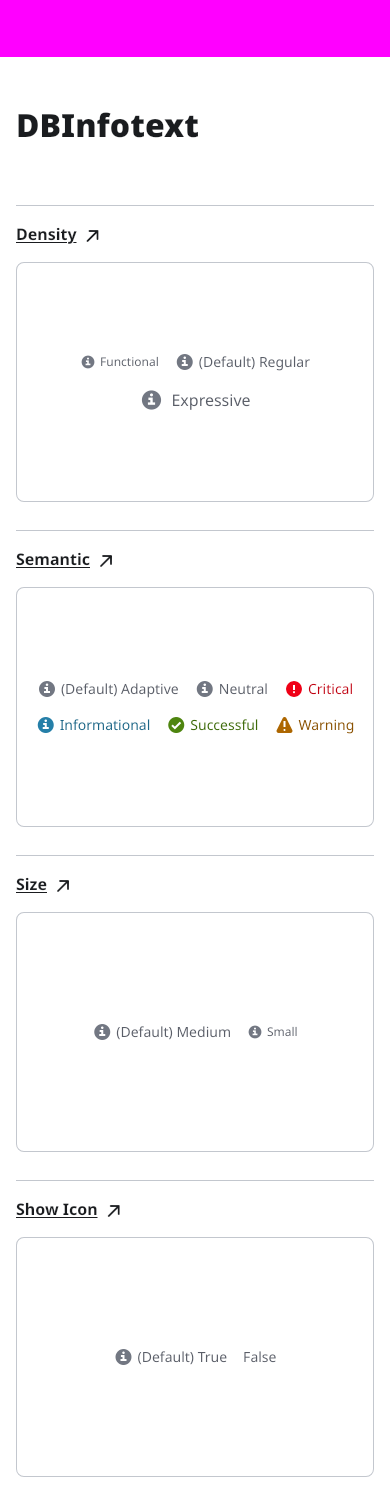 DBInfotext
Density
Functional (Default) Regular
Expressive
Semantic
(Default) Adaptive Neutral Critical
Informational Successful Warning
Size
(Default) Medium Small
Show Icon
(Default) True False